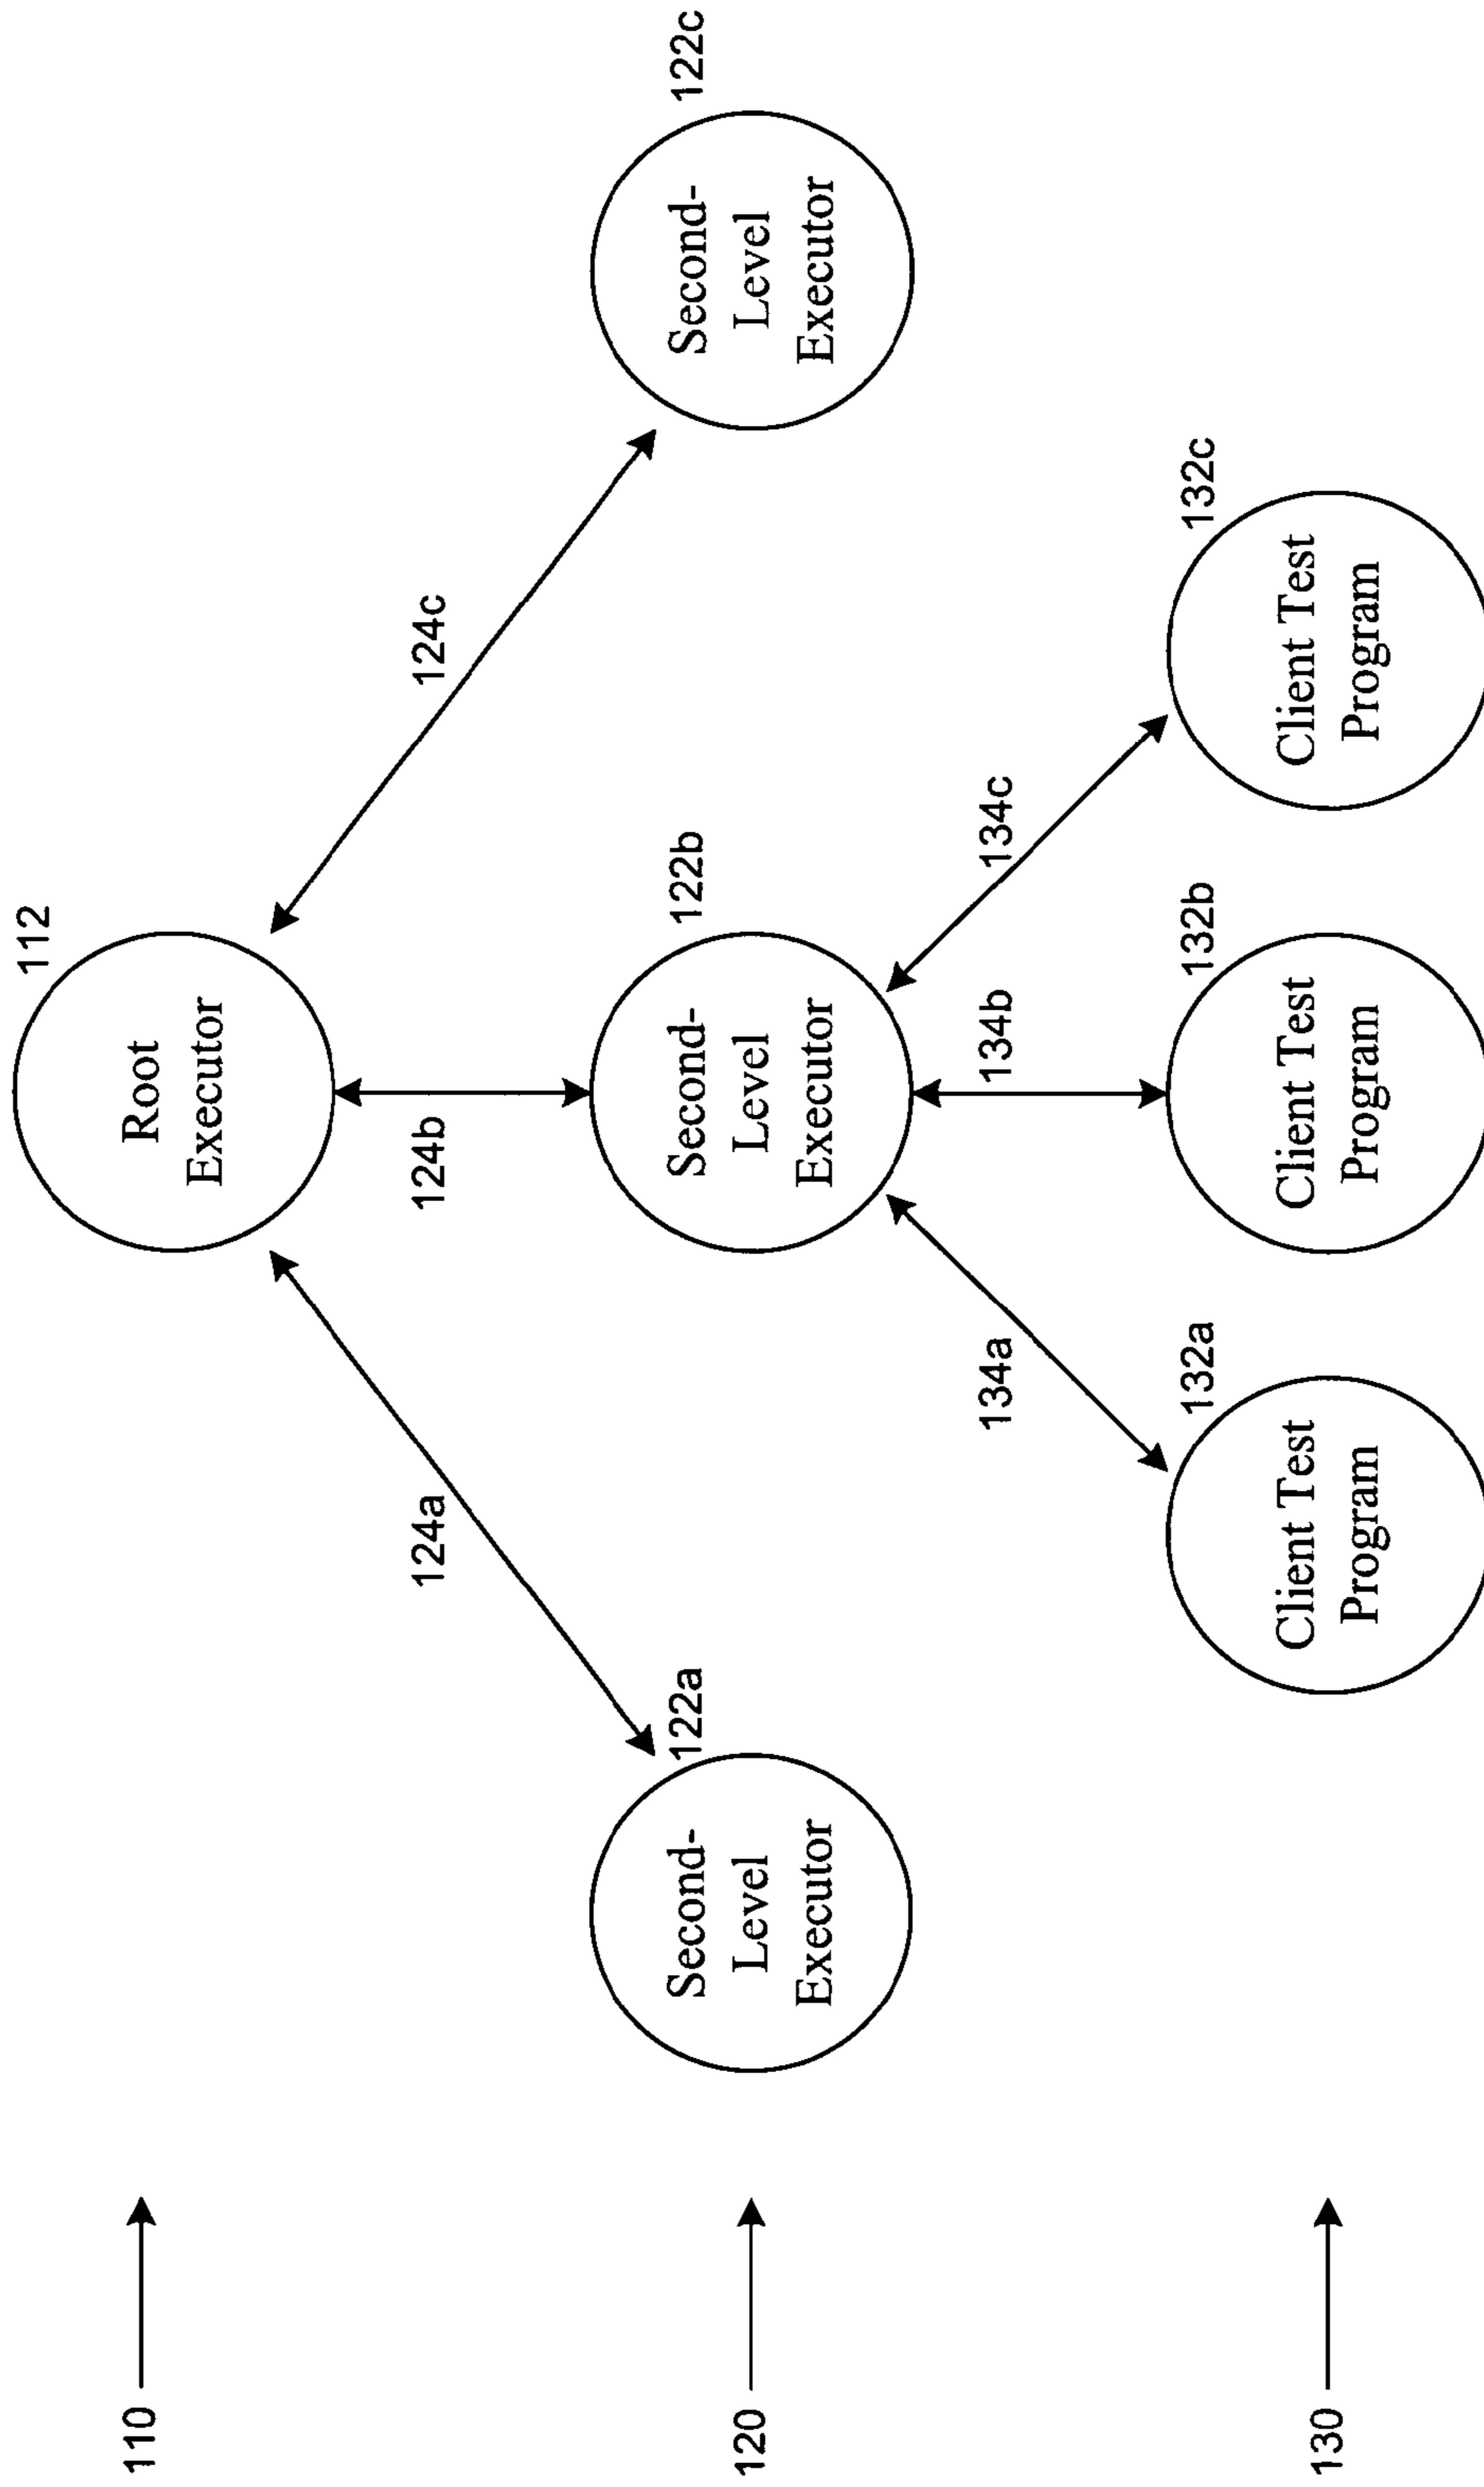 112
110
Root
Executor
124a
124b
124c
122a
122b
122c
120
Second-
Level
Executor
Second-
Level
Executor
Second-
Level
Executor
134a
134b
134c
132a
132b
132c
130
Client Test
Program
Client Test
Program
Client Test
Program